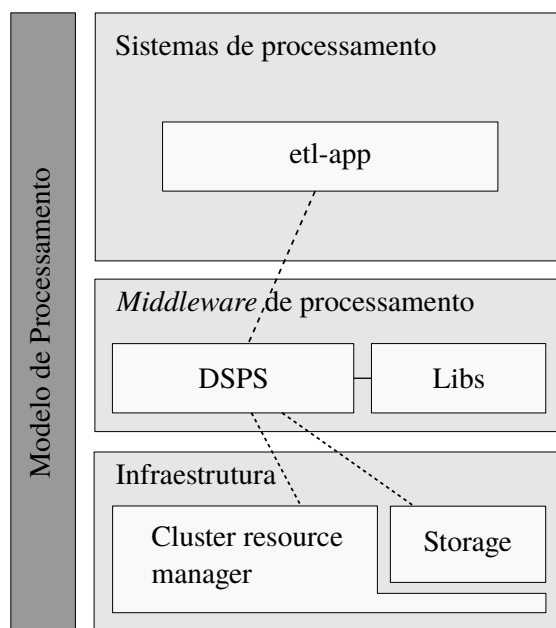 Modelo de Processamento
Sistemas de processamento
etl-app
Middleware de processamento
DSPS
Libs
Infraestrutura
Cluster resource
manager
Storage